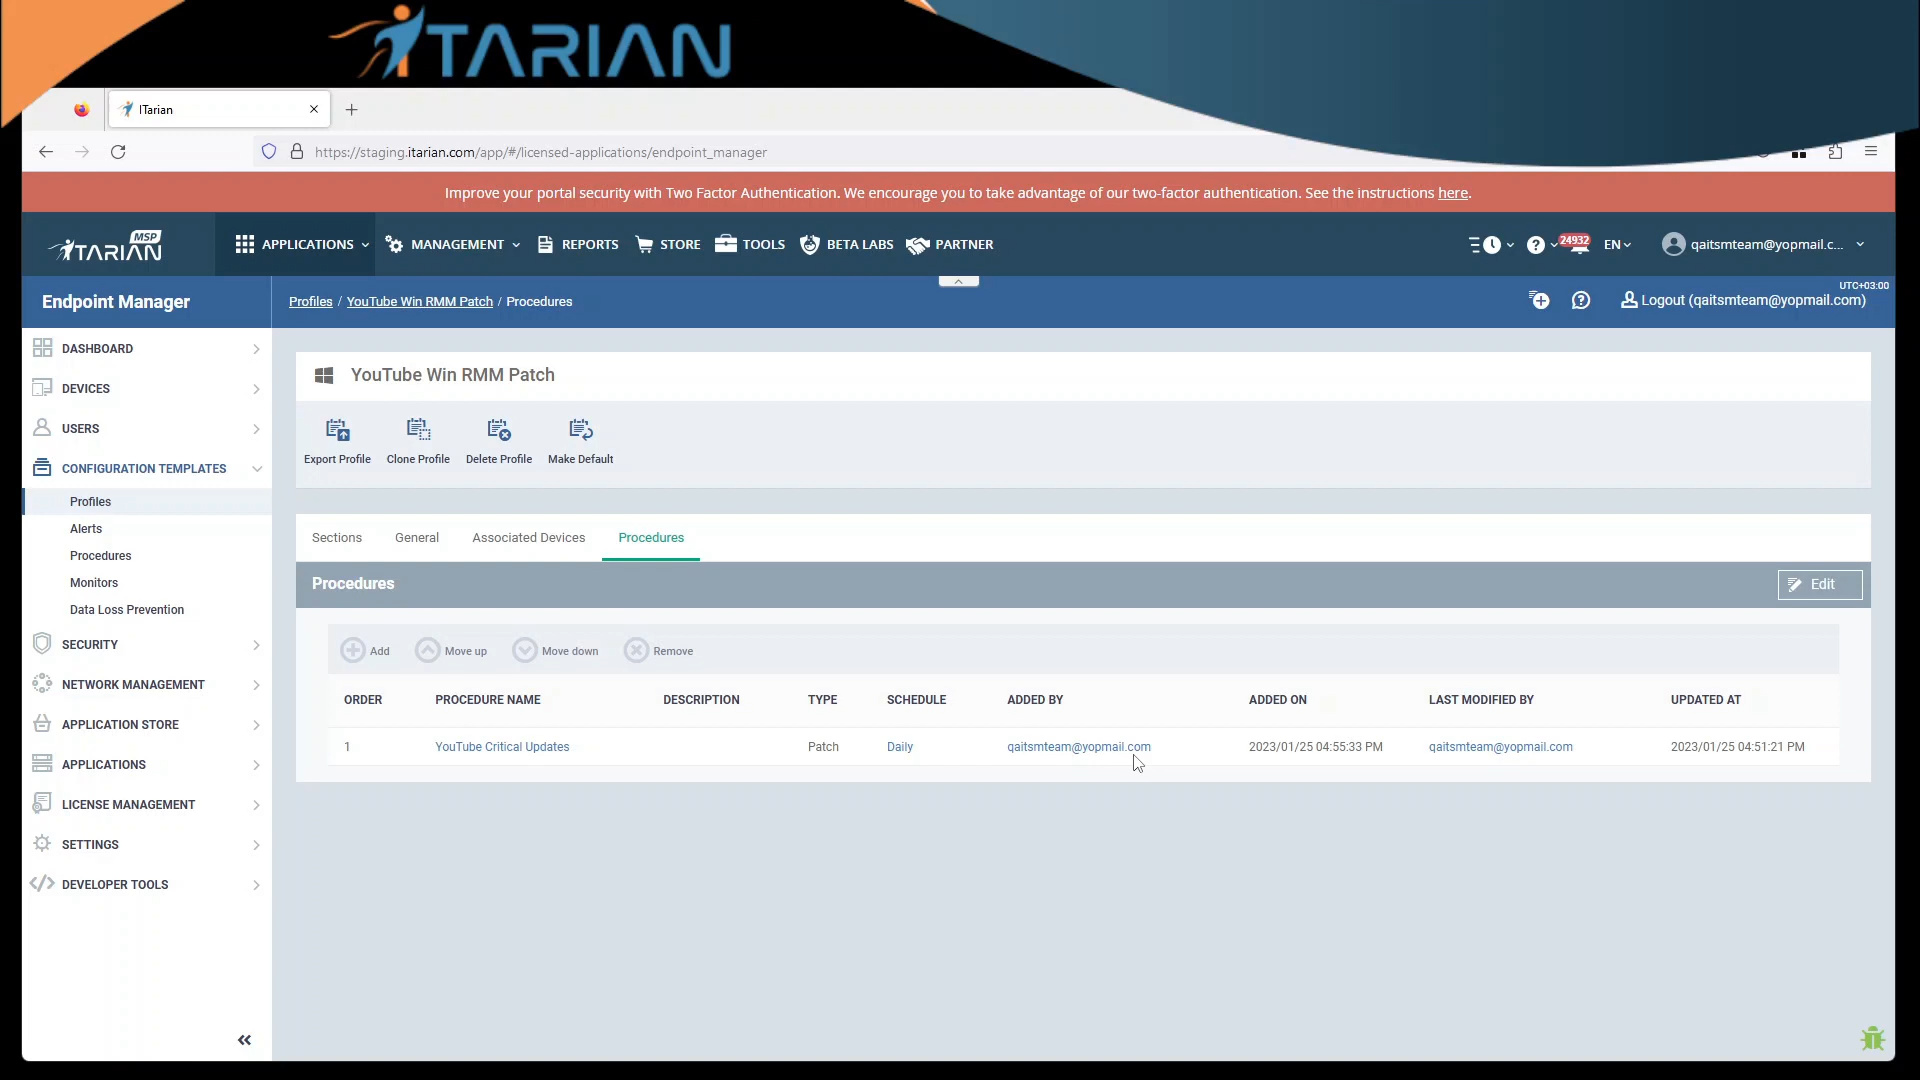 ITARIAN
ITarian
https://staging.itarian.com/app/#/licensed-applications/endpoint_manager
Improve your portal security with Two Factor Authentication. We encourage you to take advantage of our two-factor authentication. See the instructions here.
ITARIAN MSP
APPLICATIONS
MANAGEMENT
REPORTS
STORE
TOOLS
BETA LABS
PARTNER
24932
EN
qaitsmteam@yopmail.c...
Endpoint Manager
Profiles / YouTube Win RMM Patch / Procedures
UTC+03:00
Logout (qaitsmteam@yopmail.com)
DASHBOARD
DEVICES
USERS
CONFIGURATION TEMPLATES
Profiles
Alerts
Procedures
Monitors
Data Loss Prevention
SECURITY
NETWORK MANAGEMENT
APPLICATION STORE
APPLICATIONS
LICENSE MANAGEMENT
SETTINGS
DEVELOPER TOOLS
YouTube Win RMM Patch
Export Profile
Clone Profile
Delete Profile
Make Default
Sections
General
Associated Devices
Procedures
Procedures
Edit
Add
Move up
Move down
Remove
ORDER PROCEDURE NAME DESCRIPTION TYPE SCHEDULE ADDED BY ADDED ON LAST MODIFIED BY UPDATED AT
1 YouTube Critical Updates Patch Daily qaitsmteam@yopmail.com 2023/01/25 04:55:33 PM qaitsmteam@yopmail.com 2023/01/25 04:51:21 PM